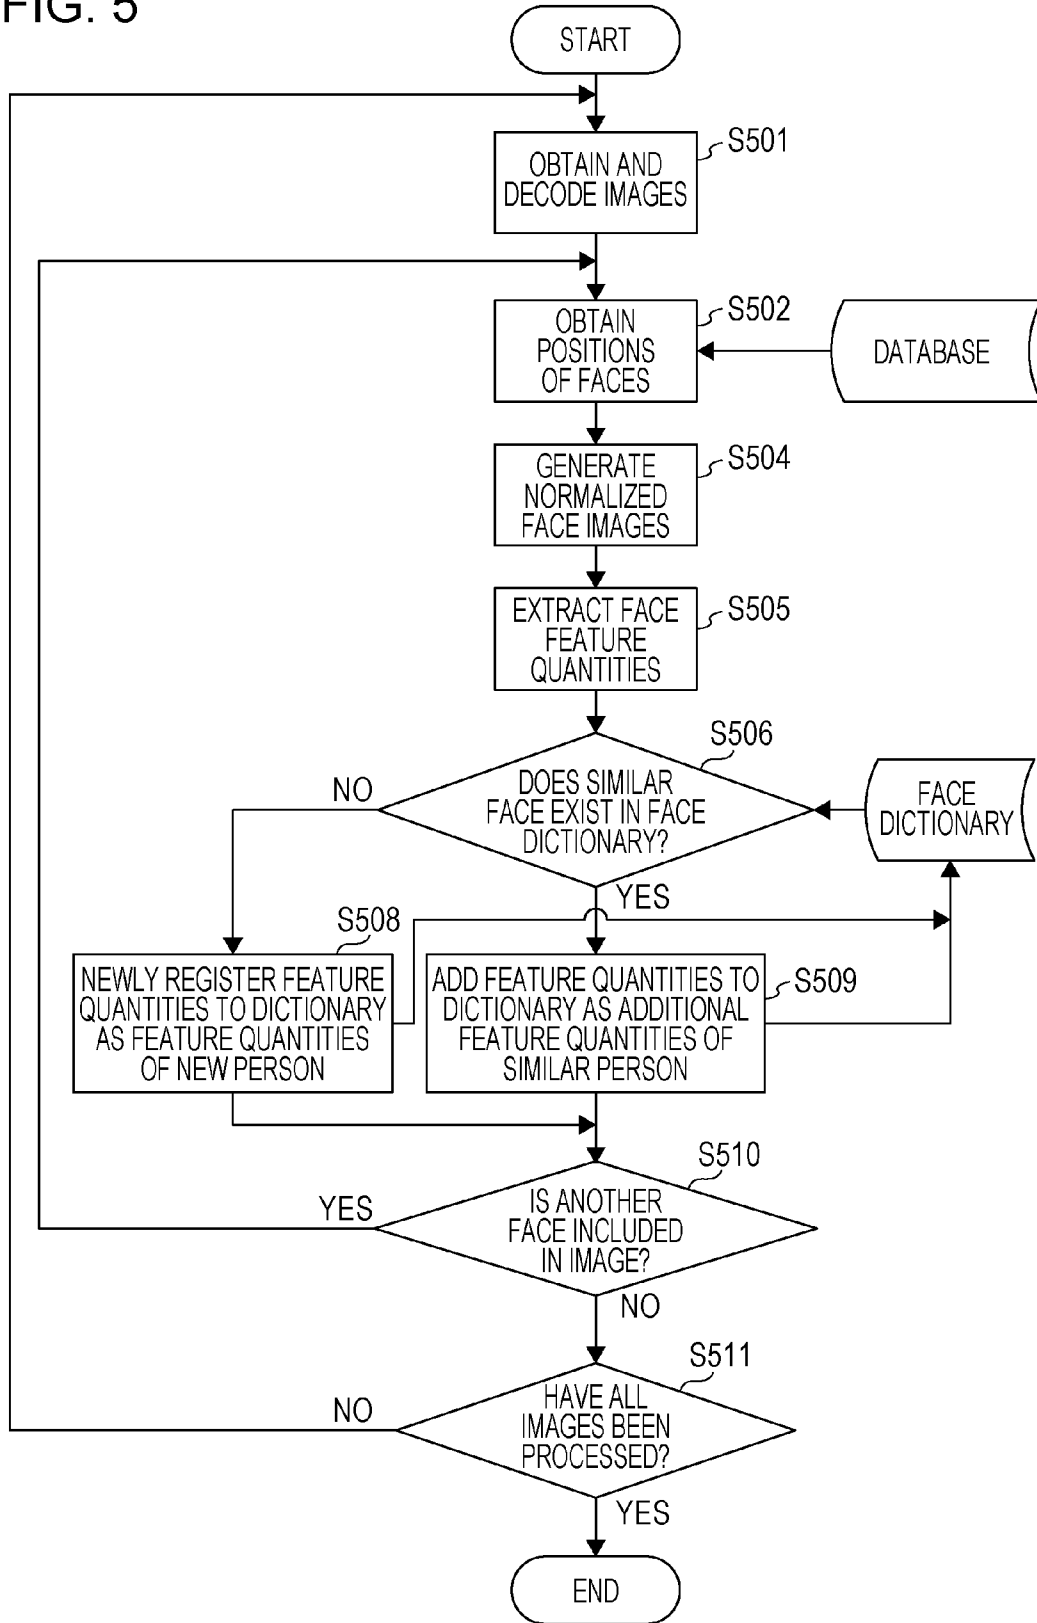 FIG. 5
START
S501
OBTAIN AND
DECODE IMAGES
S502
OBTAIN
POSITIONS
OF FACES
DATABASE
S504
GENERATE
NORMALIZED
FACE IMAGES
S505
EXTRACT FACE
FEATURE
QUANTITIES
S506
DOES SIMILAR
FACE EXIST IN FACE
DICTIONARY?
NO
FACE
DICTIONARY
YES
S508
NEWLY REGISTER FEATURE
QUANTITIES TO DICTIONARY
AS FEATURE QUANTITIES
OF NEW PERSON
S509
ADD FEATURE QUANTITIES TO
DICTIONARY AS ADDITIONAL
FEATURE QUANTITIES OF
SIMILAR PERSON
S510
YES
IS ANOTHER
FACE INCLUDED
IN IMAGE?
NO
S511
NO
HAVE ALL
IMAGES BEEN
PROCESSED?
YES
END